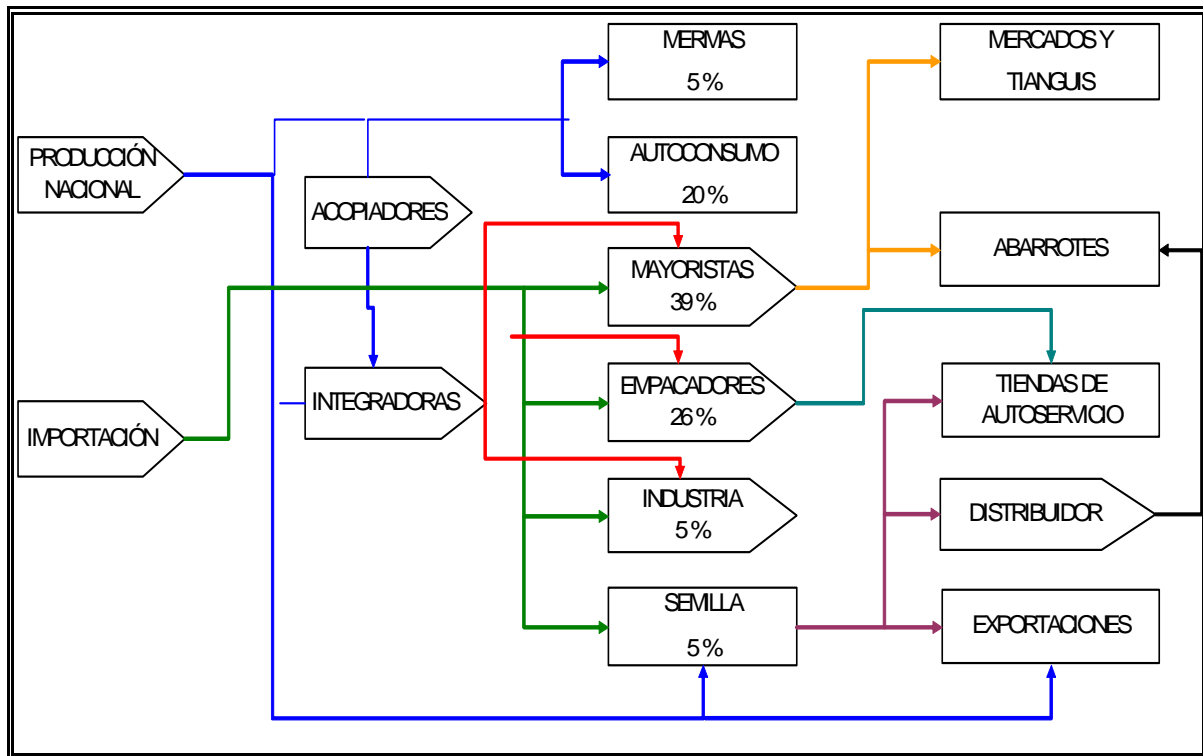 PRODUCCIÓN
NACIONAL
IMPORTACIÓN
ACOPIADORES
INTEGRADORAS
MERMAS
5 %
AUTOCONSUMO
20 %
MAYORISTAS
39 %
EMPACADORES
26 %
INDUSTRIA
5 %
SEMILLA
5 %
MERCADOS Y
TIANGUIS
ABARROTES
TIENDAS DE
AUTOSERVICIO
DISTRIBUIDOR
EXPORTACIONES